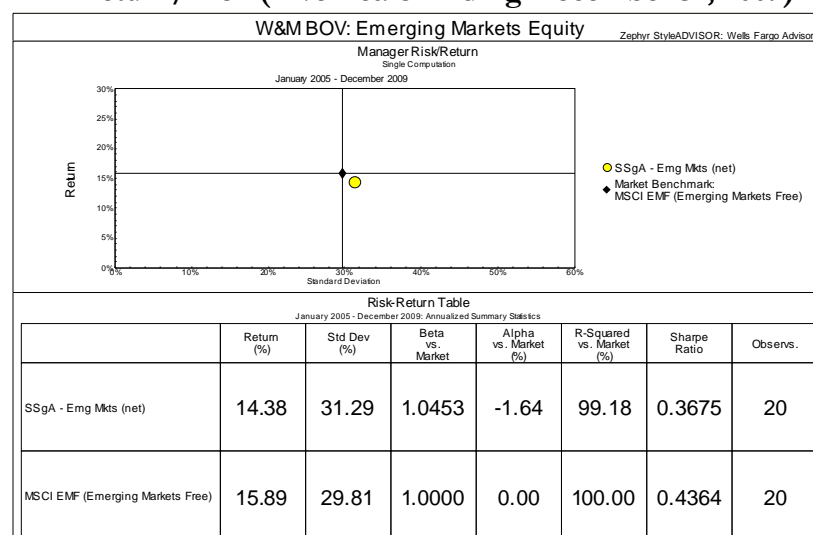 W&M BOV: Emerging Markets Equity
Zephyr StyleADVISOR: Wells Fargo Advisor
Manager Risk/Return
Single Computation
January 2005 - December 2009
Return
30%
25%
20%
15%
10%
5%
0%
0% 10% 20% 30% 40% 50% 60%
Standard Deviation
SSgA - Emg Mkts (net)
Market Benchmark:
MSCI EMF (Emerging Markets Free)
Risk-Return Table
January 2005 - December 2009: Annualized Summary Statistics
Return (%) Std Dev (%) Beta vs. Market Alpha vs. Market (%) R-Squared vs. Market (%) Sharpe Ratio Observs.
SSgA - Emg Mkts (net) 14.38 31.29 1.0453 -1.64 99.18 0.3675 20
MSCI EMF (Emerging Markets Free) 15.89 29.81 1.0000 0.00 100.00 0.4364 20